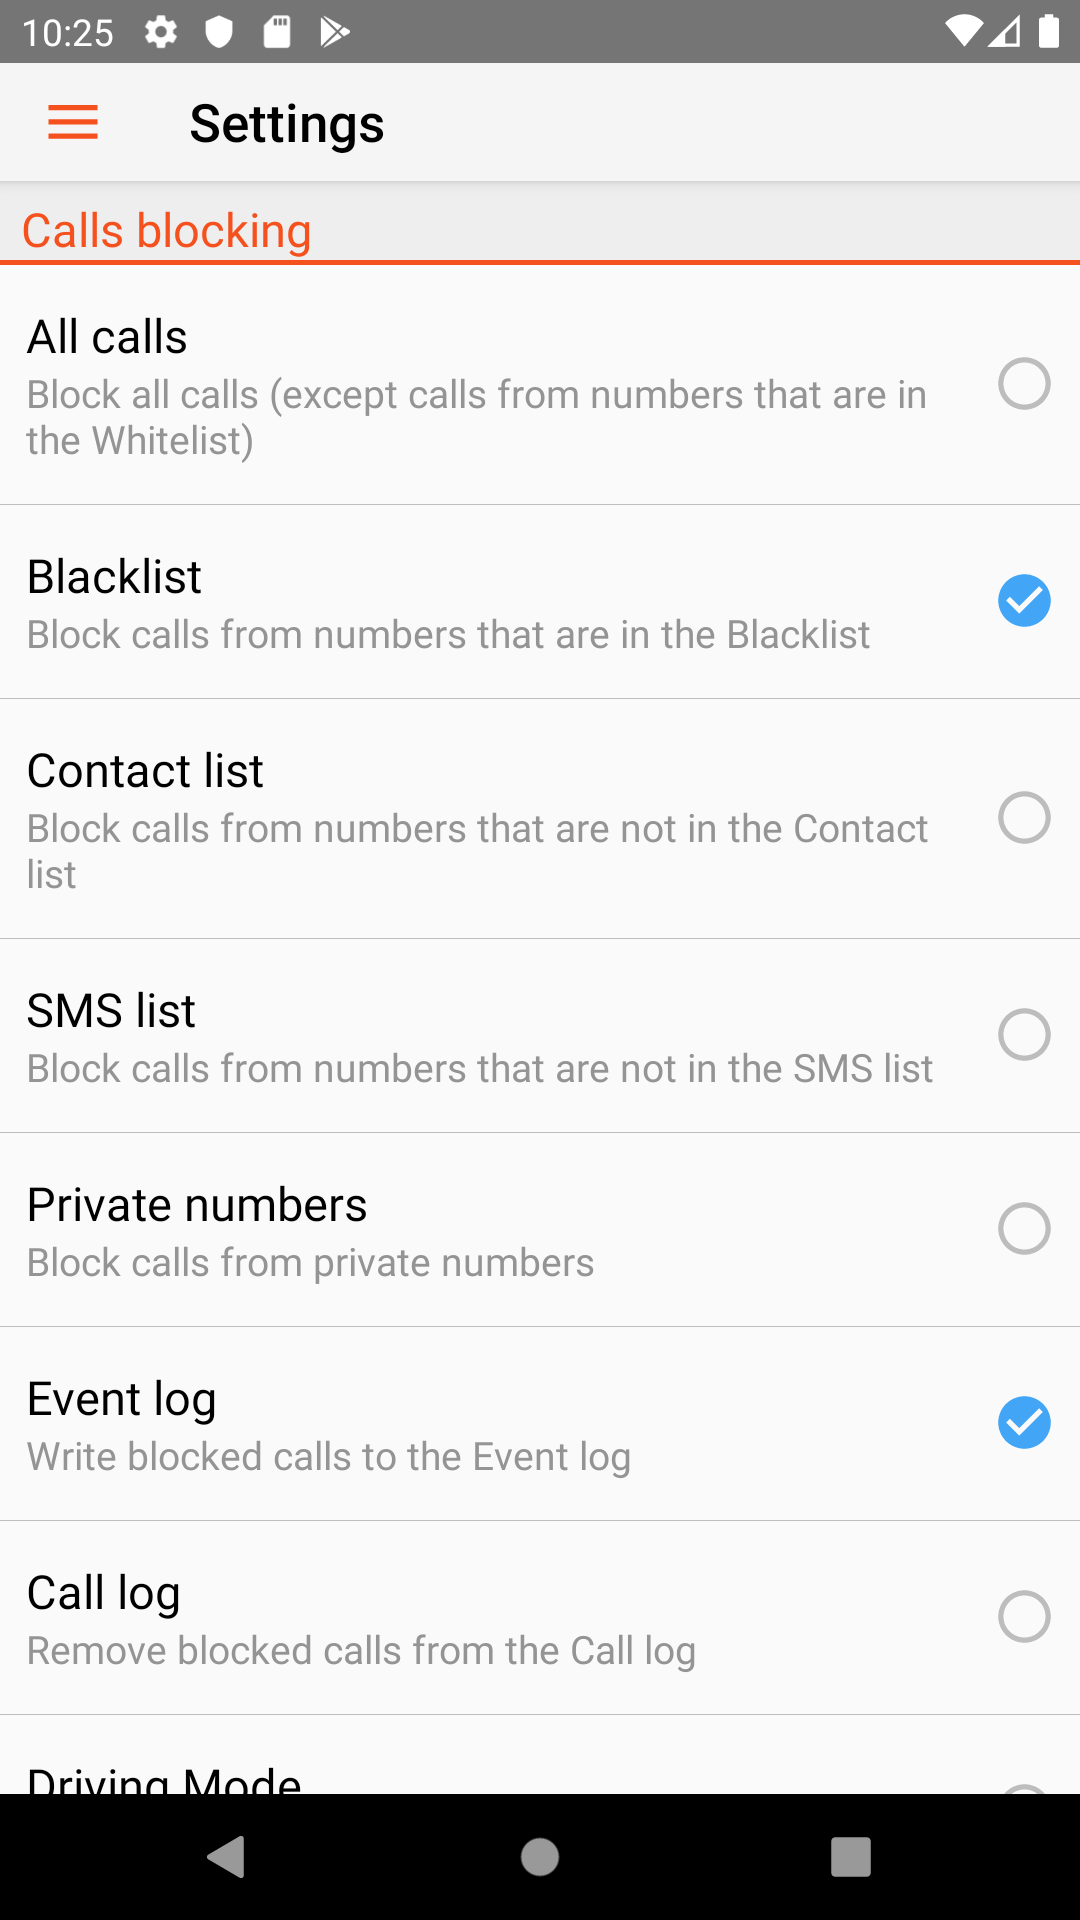 10:25
Settings
Calls blocking
All calls
Block all calls (except calls from numbers that are in
the Whitelist)
Blacklist
Block calls from numbers that are in the Blacklist
Contact list
Block calls from numbers that are not in the Contact
list
SMS list
Block calls from numbers that are not in the SMS list
Private numbers
Block calls from private numbers
Event log
Write blocked calls to the Event log
Call log
Remove blocked calls from the Call log
Driving Mode